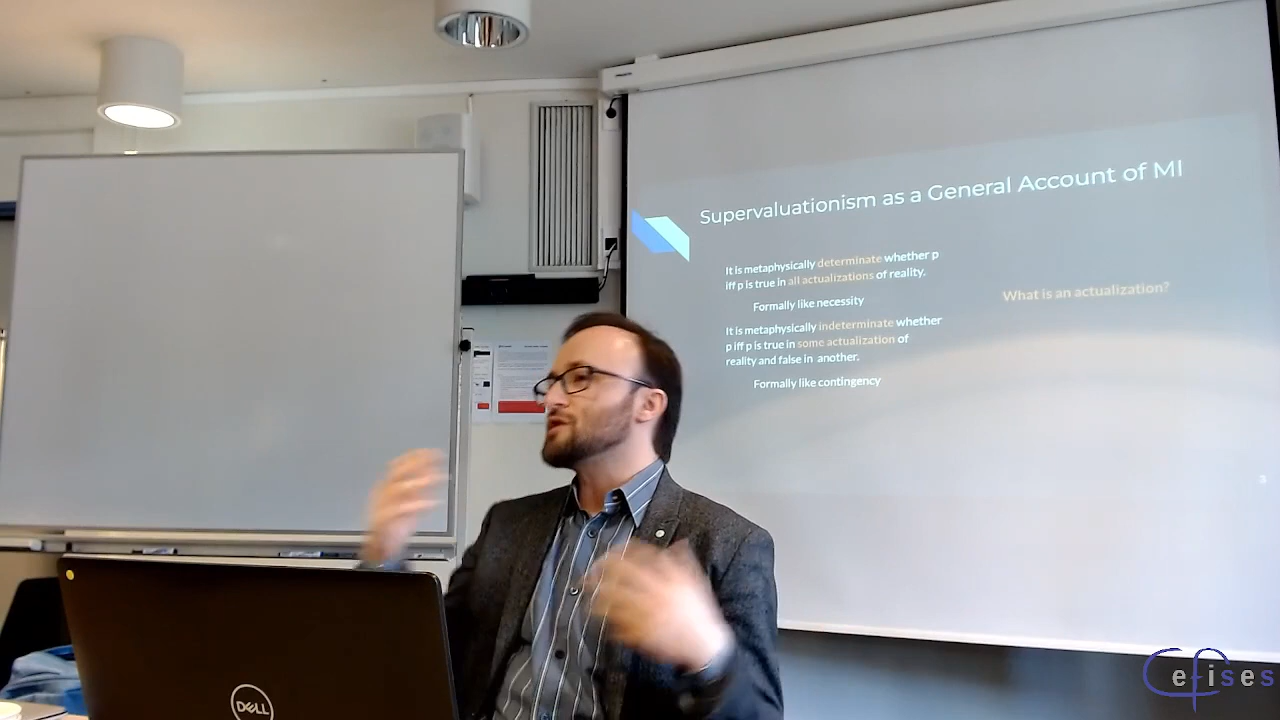 Supervaluationism as a General Account of MI
It is metaphysically determinate whether p
iff p is true in all actualizations of reality.
Formally like necessity
It is metaphysically indeterminate whether
p iff p is true in some actualization of
reality and false in another.
Formally like contingency
What is an actualization?
3
DELL
Cefises